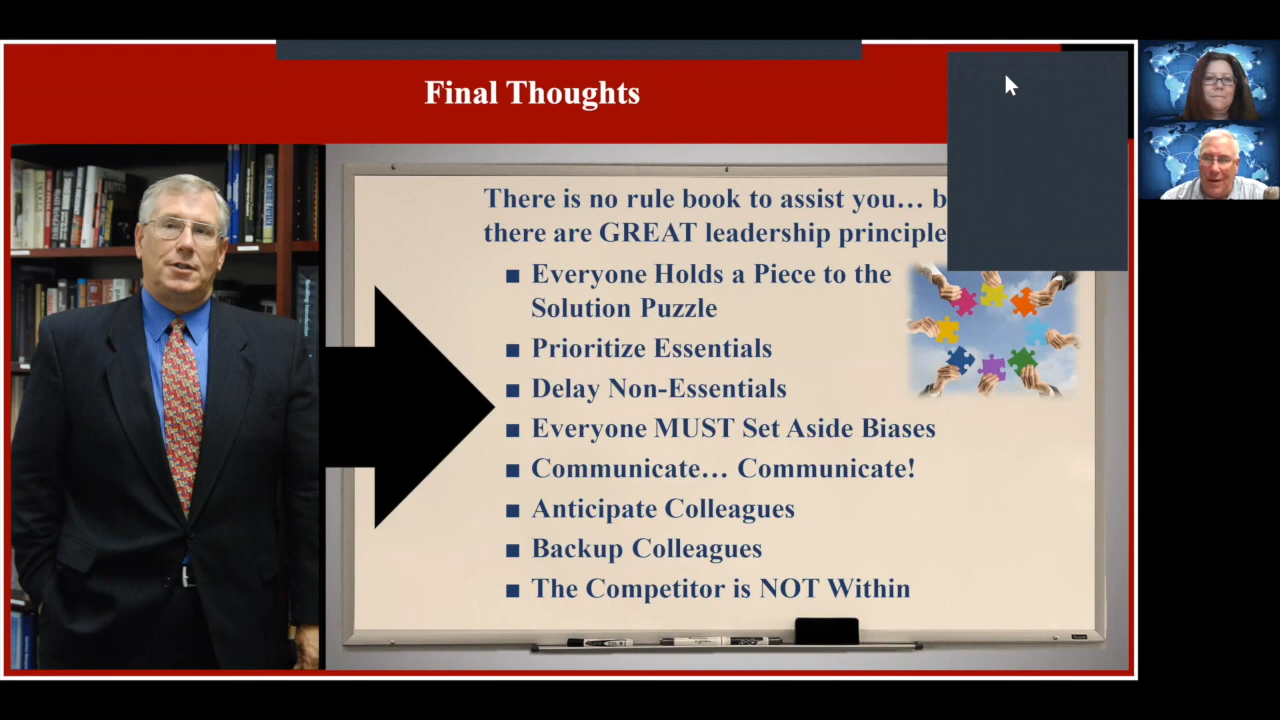 Final Thoughts
There is no rule book to assist you… b
there are GREAT leadership principle
■ Everyone Holds a Piece to the
Solution Puzzle
■ Prioritize Essentials
■ Delay Non-Essentials
■ Everyone MUST Set Aside Biases
■ Communicate… Communicate!
■ Anticipate Colleagues
■ Backup Colleagues
■ The Competitor is NOT Within